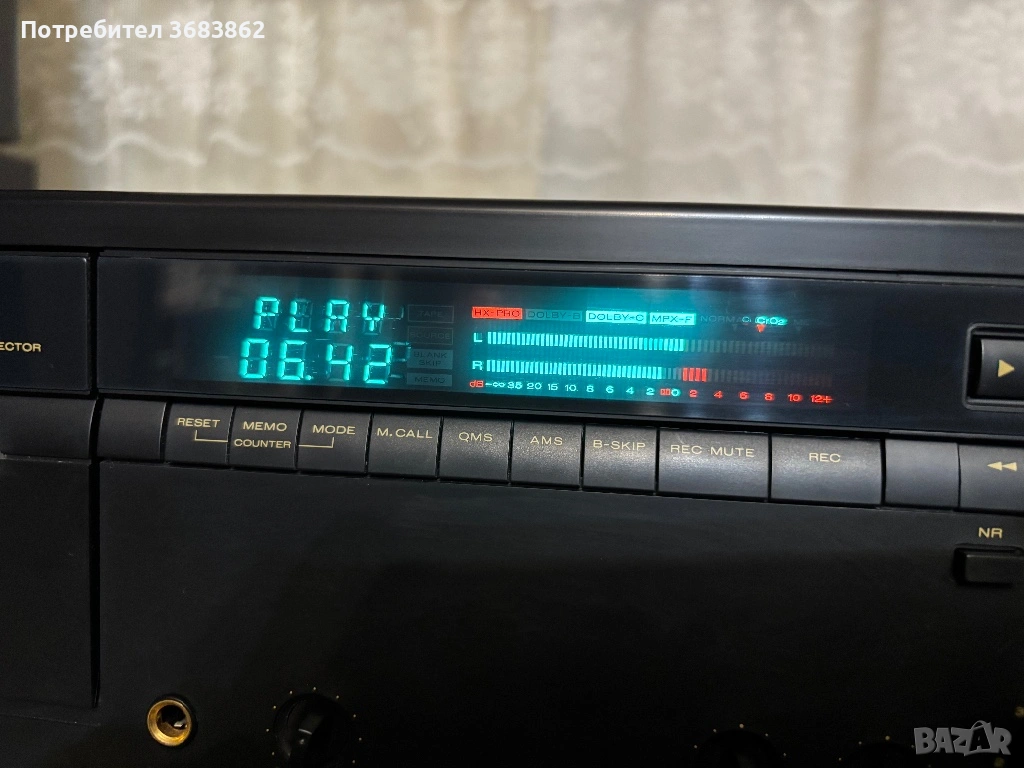 Потребител 3683862
PLAY
TAPE
HX-PRO DOLBY-B DOLBY-C MPX-F NORMAL CrO₂
06.42
L
BLANK
SKIP
R
MEMO
dB -∞ 35 20 15 10 8 6 4 2 0 2 4 6 8 10 12+
ECTOR
RESET MEMO MODE M.CALL QMS AMS B-SKIP REC MUTE REC
COUNTER
NR
BAZAR